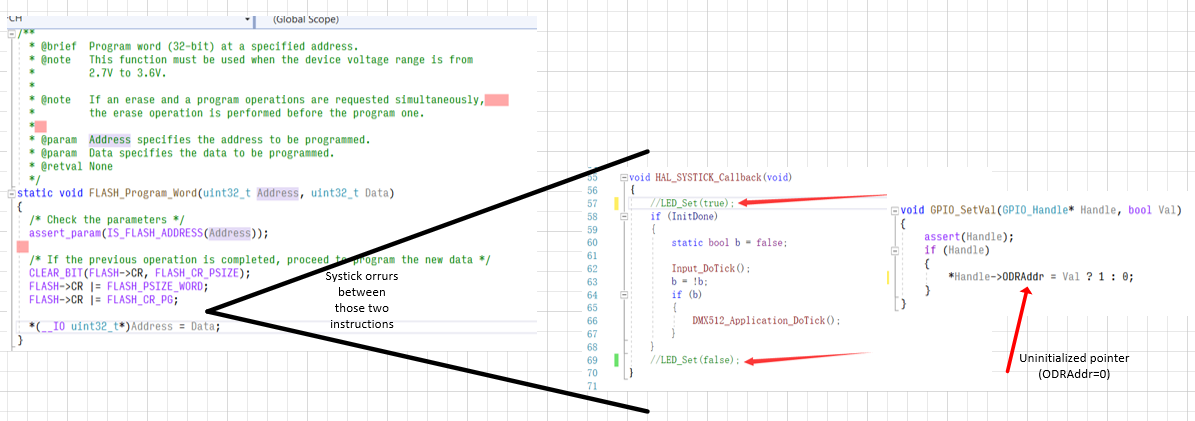 CH
(Global Scope)
/**
* @brief Program word (32-bit) at a specified address.
* @note This function must be used when the device voltage range is from
* 2.7V to 3.6V.
*
* @note If an erase and a program operations are requested simultaneously,
* the erase operation is performed before the program one.
*
* @param Address specifies the address to be programmed.
* @param Data specifies the data to be programmed.
* @retval None
*/
static void FLASH_Program_Word(uint32_t Address, uint32_t Data)
{
/* Check the parameters */
assert_param(IS_FLASH_ADDRESS(Address));
/* If the previous operation is completed, proceed to program the new data */
CLEAR_BIT(FLASH->CR, FLASH_CR_PSIZE);
FLASH->CR |= FLASH_PSIZE_WORD;
FLASH->CR |= FLASH_CR_PG;
*(__IO uint32_t*)Address = Data;
}
Systick orrurs
between
those two
instructions
55 void HAL_SYSTICK_Callback(void)
56 {
57 //LED_Set(true);
58 if (InitDone)
59 {
60 static bool b = false;
61
62 Input_DoTick();
63 b = !b;
64 if (b)
65 {
66 DMX512_Application_DoTick();
67 }
68 }
69 //LED_Set(false);
70 }
71
void GPIO_SetVal(GPIO_Handle* Handle, bool Val)
{
assert(Handle);
if (Handle)
{
*Handle->ODRAddr = Val ? 1 : 0;
}
}
Uninitialized pointer
(ODRAddr=0)